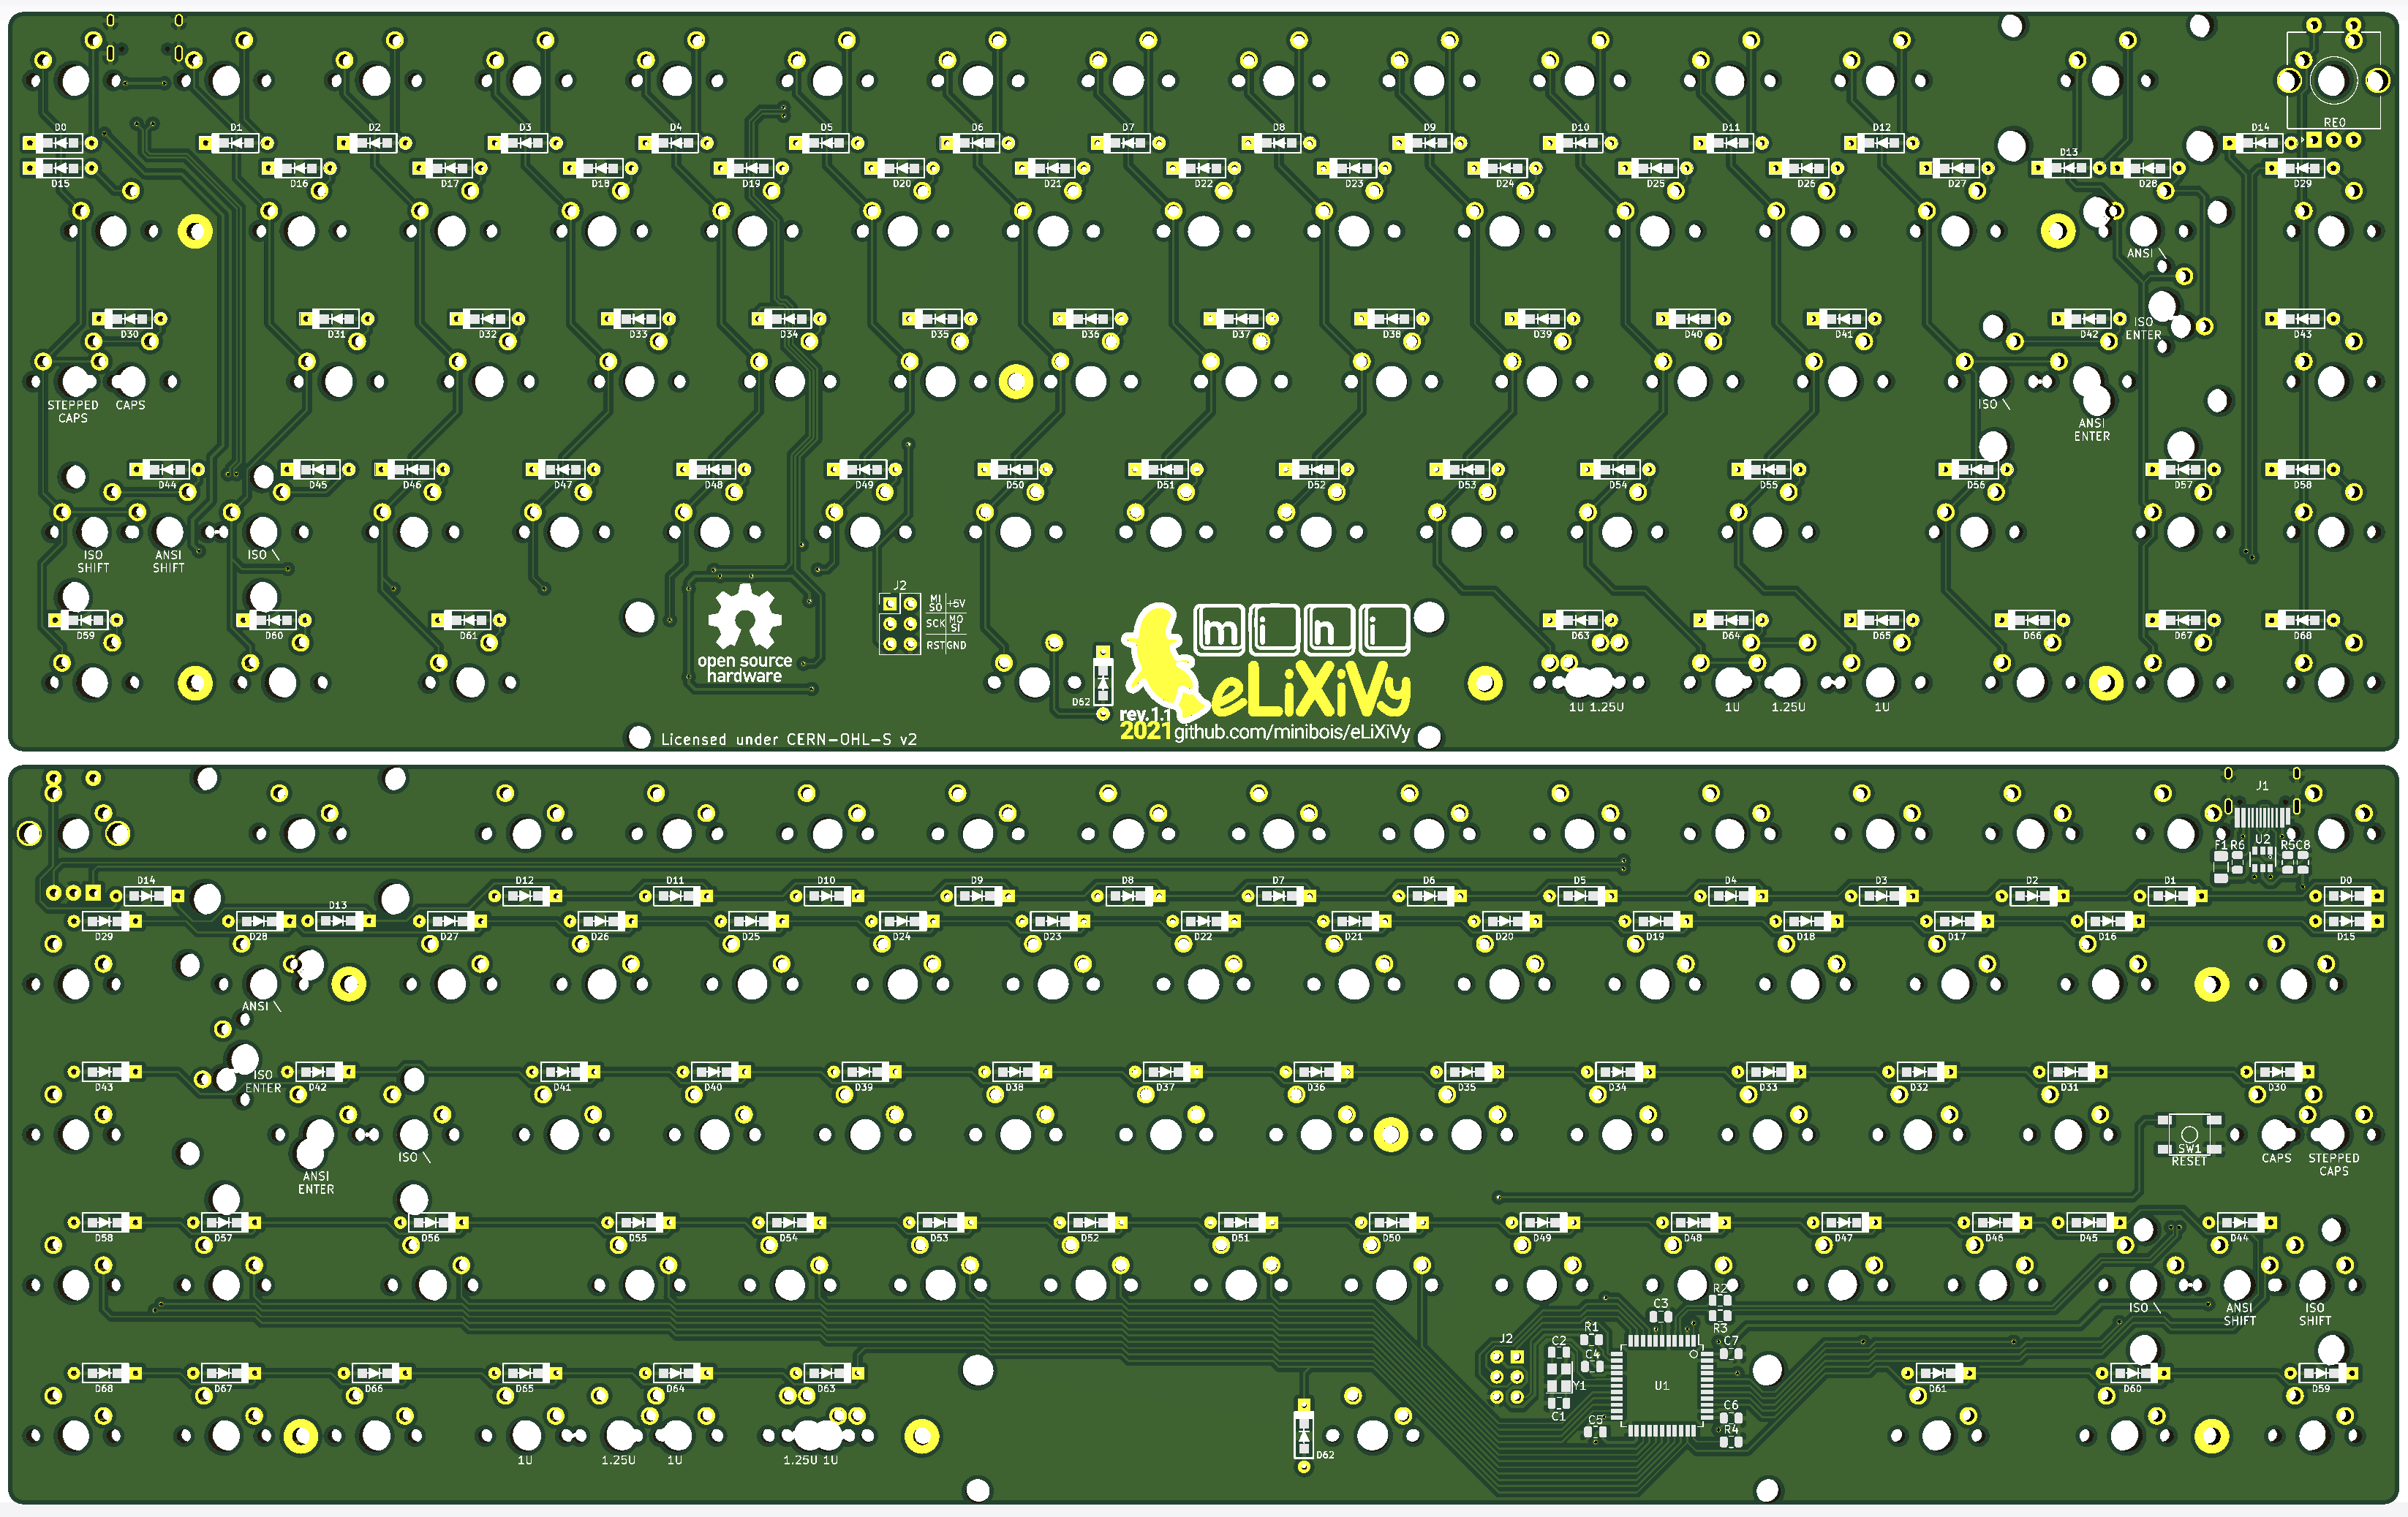 D0 D1 D2 D3 D4 D5 D6 D7 D8 D9 D10 D11 D12 D13 D14 RE0
D15 D16 D17 D18 D19 D20 D21 D22 D23 D24 D25 D26 D27 D28 D29
ANSI \
D30 D31 D32 D33 D34 D35 D36 D37 D38 D39 D40 D41 D42 D43
ISO
ENTER
STEPPED
CAPS
CAPS
ISO \
ANSI
ENTER
D44 D45 D46 D47 D48 D49 D50 D51 D52 D53 D54 D55 D56 D57 D58
ISO
SHIFT
ANSI
SHIFT
ISO \
J2
MI
SO
+5V
SCK
MO
SI
RST
GND
D59 D60 D61 D62 D63 D64 D65 D66 D67 D68
open source
hardware
mini
eLiXiVy
rev.1.1
2021
github.com/minibois/eLiXiVy
1U 1.25U 1U 1.25U 1U
Licensed under CERN-OHL-S v2
J1
F1 R6 U2 R5 C8
D14 D13 D12 D11 D10 D9 D8 D7 D6 D5 D4 D3 D2 D1 D0
D29 D28 D27 D26 D25 D24 D23 D22 D21 D20 D19 D18 D17 D16 D15
ANSI \
D43 D42 D41 D40 D39 D38 D37 D36 D35 D34 D33 D32 D31 D30
ISO
ENTER
ANSI
ENTER
ISO \
SW1
RESET
CAPS
STEPPED
CAPS
D58 D57 D56 D55 D54 D53 D52 D51 D50 D49 D48 D47 D46 D45 D44
ISO \
ANSI
SHIFT
ISO
SHIFT
J2 C2 R1 C4 C3 R2 R3 C7
Y1 U1
C1 C5 C6 R4
D68 D67 D66 D65 D64 D63 D62 D61 D60 D59
1U 1.25U 1U 1.25U 1U